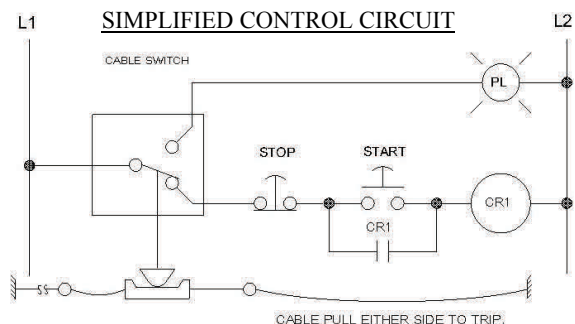 SIMPLIFIED CONTROL CIRCUIT
L1
L2
CABLE SWITCH
PL
STOP
START
CR1
CR1
CABLE PULL EITHER SIDE TO TRIP.